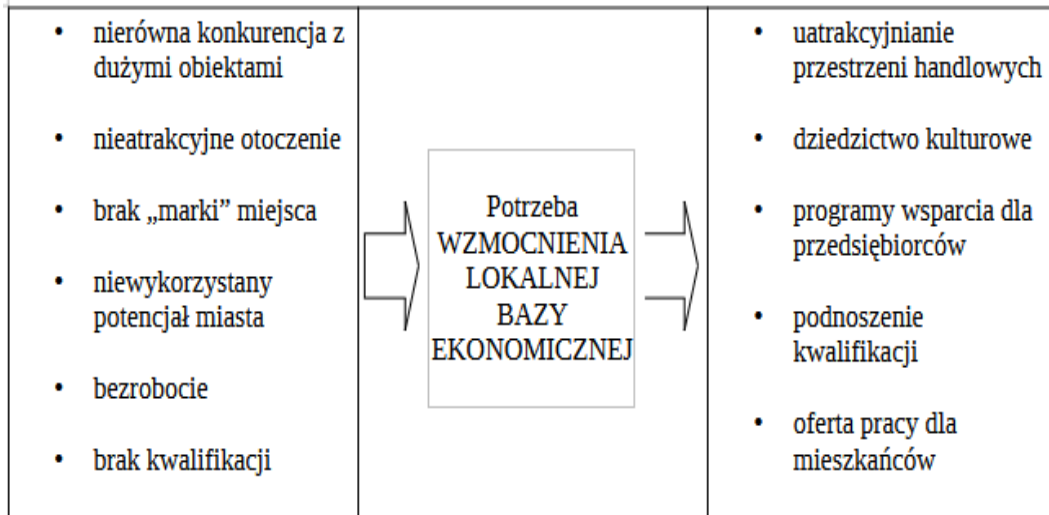 • nierówna konkurencja z
dużymi obiektami
• nieatrakcyjne otoczenie
• brak „marki” miejsca
• niewykorzystany
potencjał miasta
• bezrobocie
• brak kwalifikacji
Potrzeba
WZMOCNIENIA
LOKALNEJ
BAZY
EKONOMICZNEJ
• uatrakcyjnianie
przestrzeni handlowych
• dziedzictwo kulturowe
• programy wsparcia dla
przedsiębiorców
• podnoszenie
kwalifikacji
• oferta pracy dla
mieszkańców